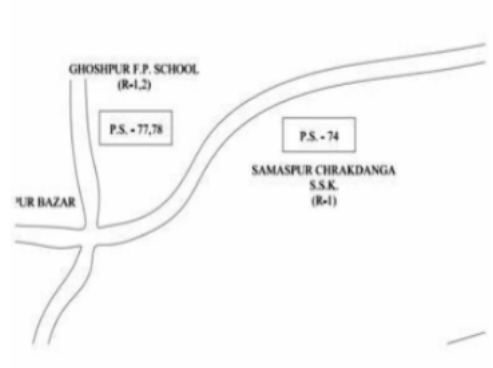 GHOSHPUR F.P. SCHOOL
(R-1,2)
P.S. - 77,78
P.S. - 74
SAMASPUR CHRAKDANGA
S.S.K.
(R-1)
PUR BAZAR